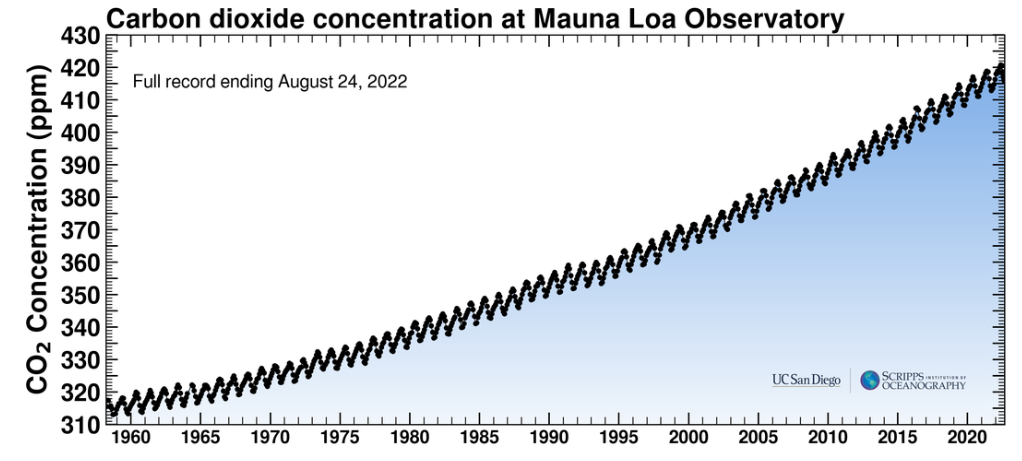 Carbon dioxide concentration at Mauna Loa Observatory
Full record ending August 24, 2022
CO₂ Concentration (ppm)
430
420
410
400
390
380
370
360
350
340
330
320
310
1960 1965 1970 1975 1980 1985 1990 1995 2000 2005 2010 2015 2020
UC San Diego
SCRIPPS INSTITUTION OF
OCEANOGRAPHY